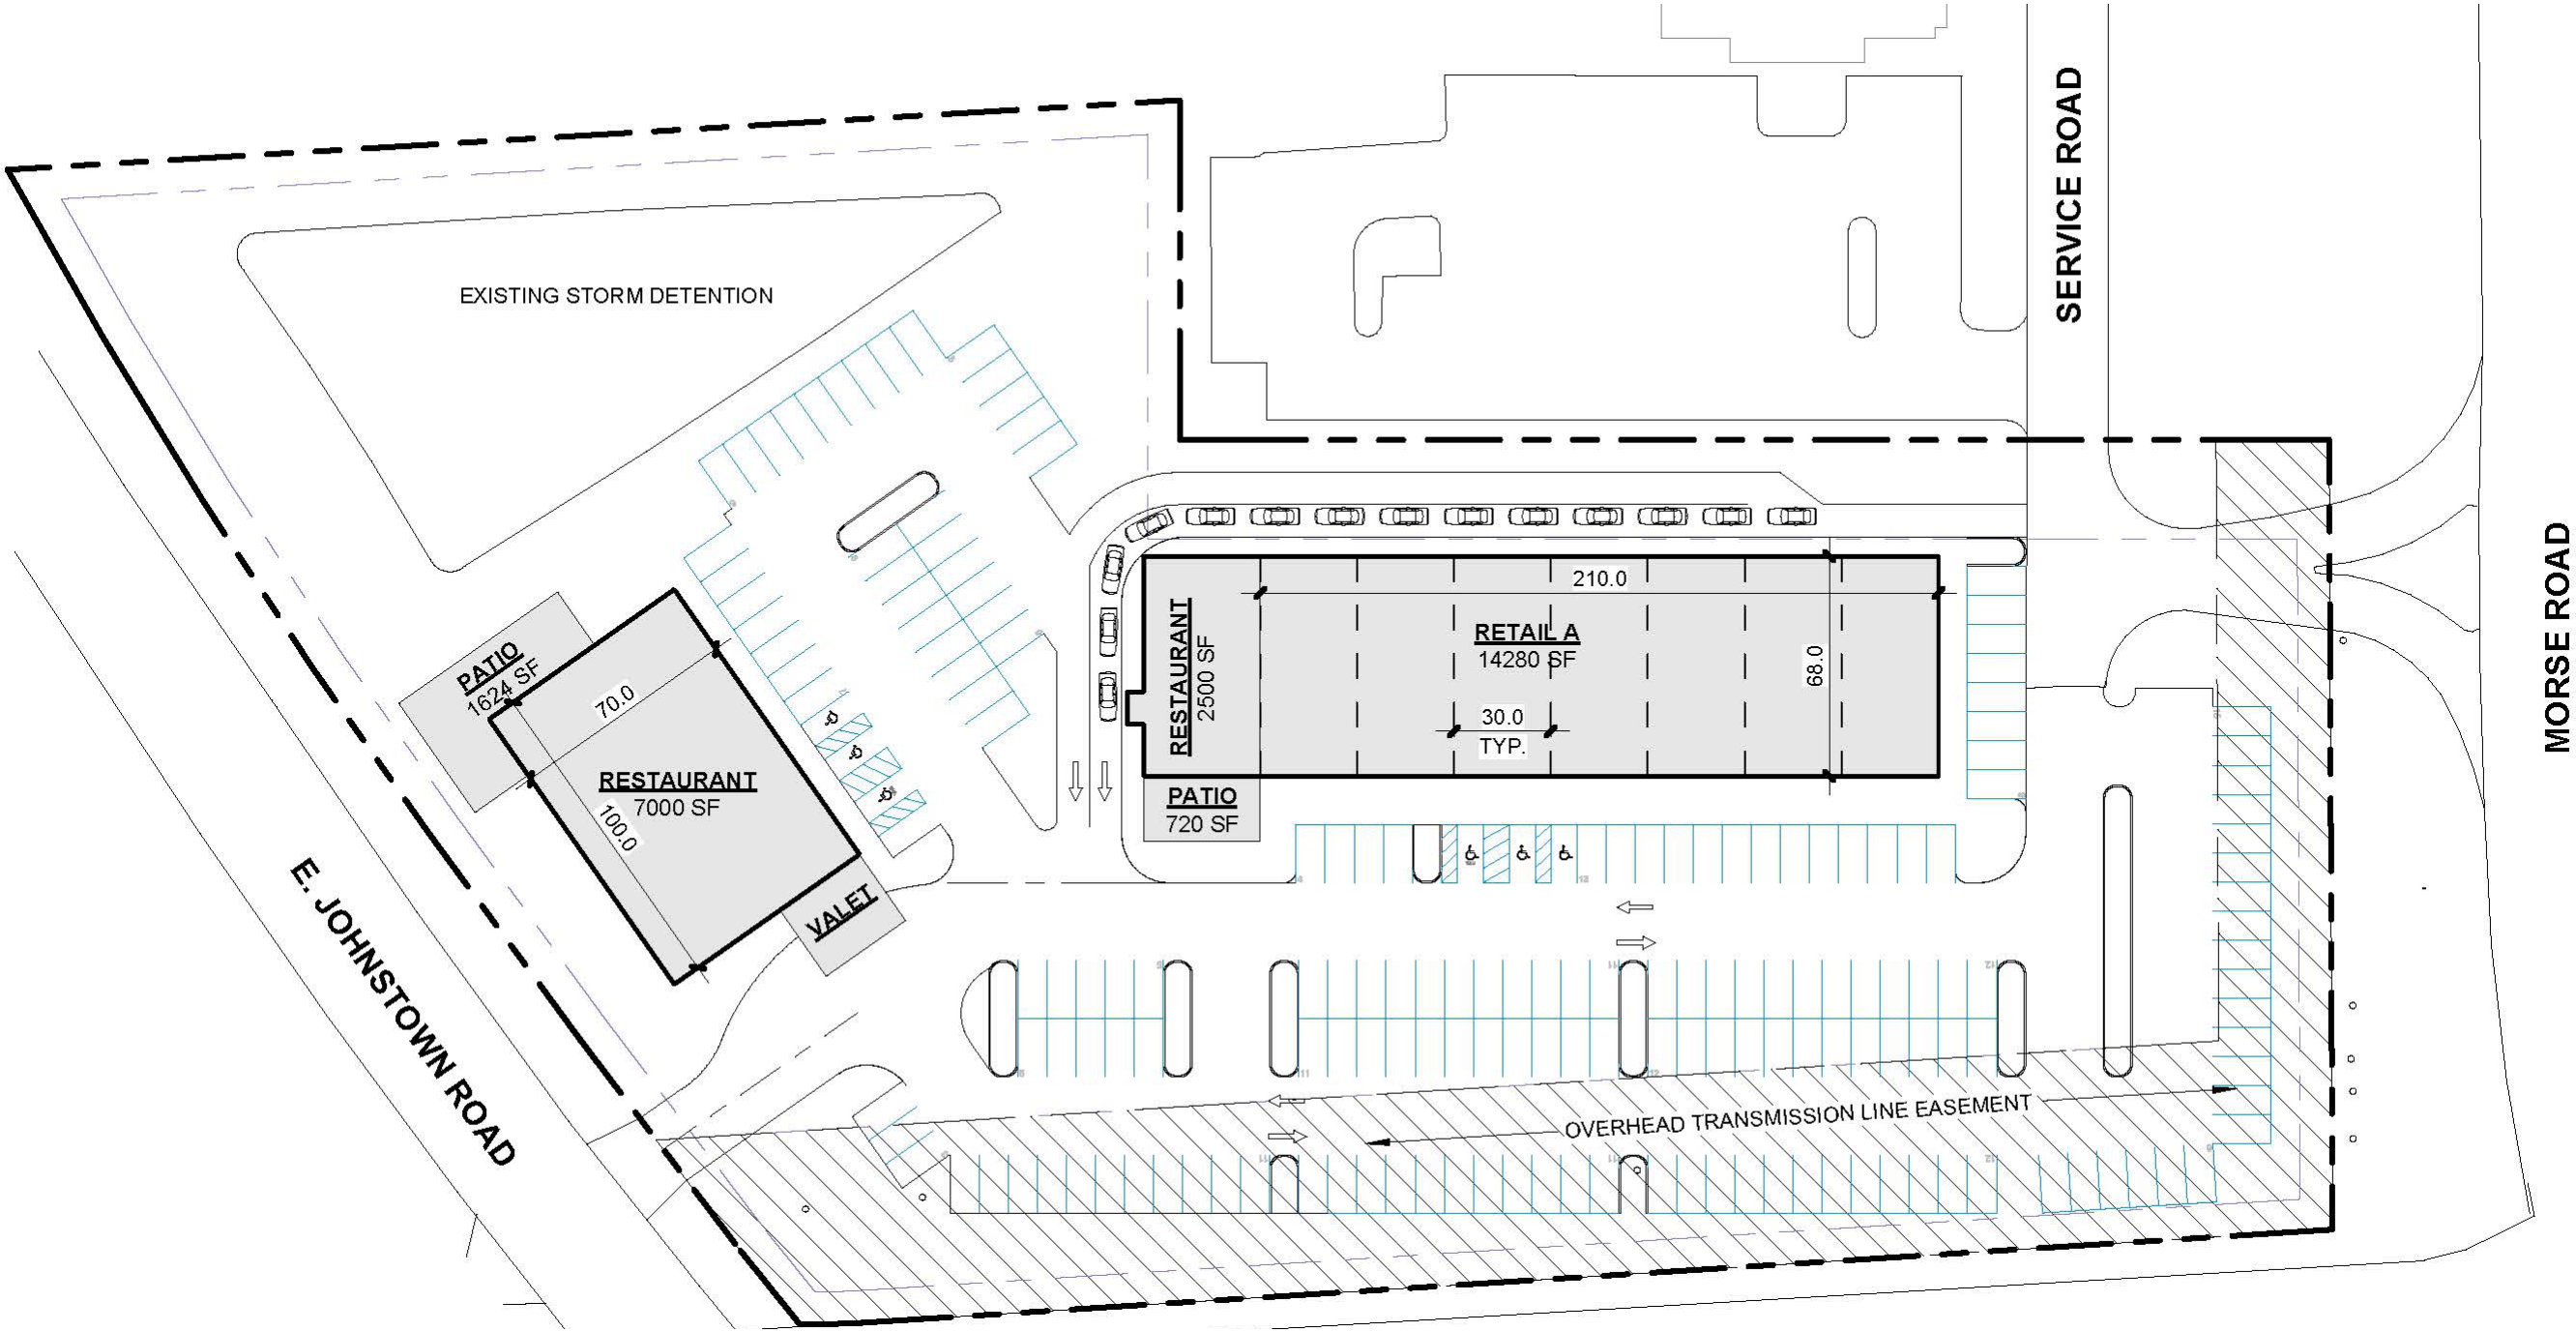 SERVICE ROAD
EXISTING STORM DETENTION
MORSE ROAD
210.0
RETAIL A
14280 SF
68.0
30.0
TYP.
RESTAURANT
2500 SF
PATIO
720 SF
PATIO
1624 SF
70.0
RESTAURANT
7000 SF
100.0
VALET
E. JOHNSTOWN ROAD
OVERHEAD TRANSMISSION LINE EASEMENT